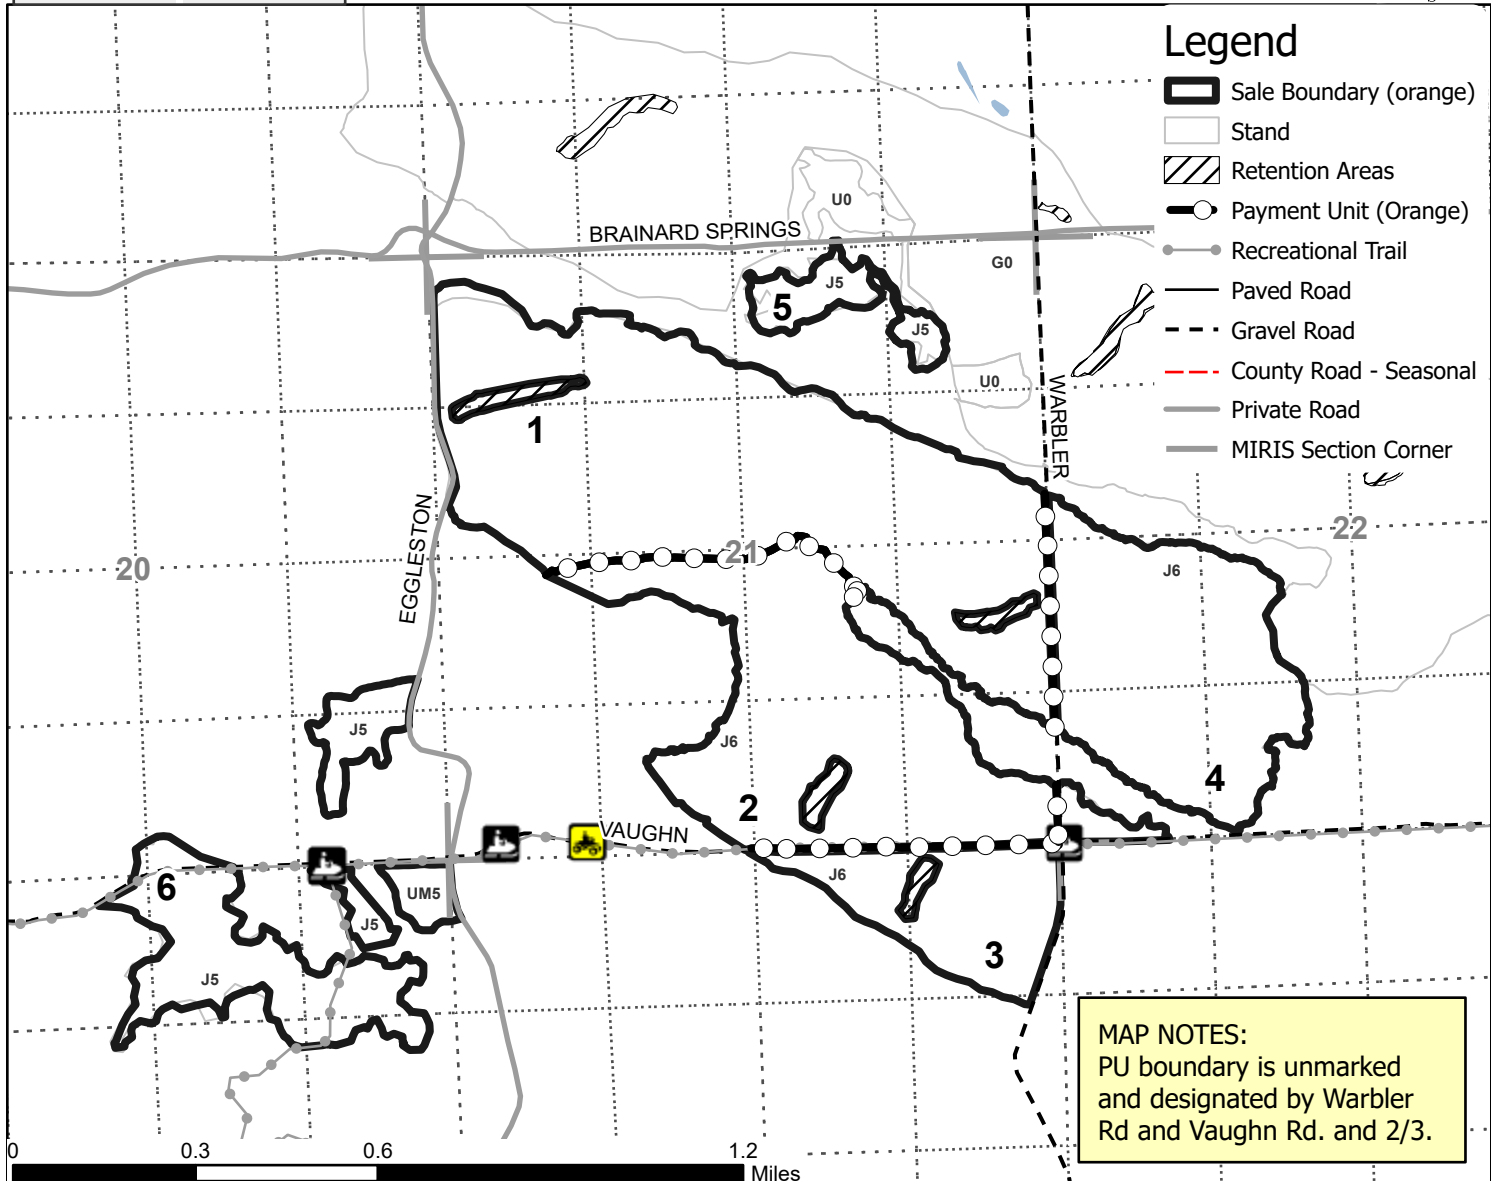 Legend
Sale Boundary (orange)
Stand
Retention Areas
Payment Unit (Orange)
Recreational Trail
Paved Road
Gravel Road
County Road - Seasonal
Private Road
MIRIS Section Corner
U0
BRAINARD SPRINGS
G0
J5
5
J5
U0
WARBLER
1
EGGLESTON
21
22
20
J6
J5
J6
4
2
VAUGHN
6
UM5
J6
J5
3
J5
MAP NOTES:
PU boundary is unmarked
and designated by Warbler
Rd and Vaughn Rd. and 2/3.
0 0.3 0.6 1.2
Miles